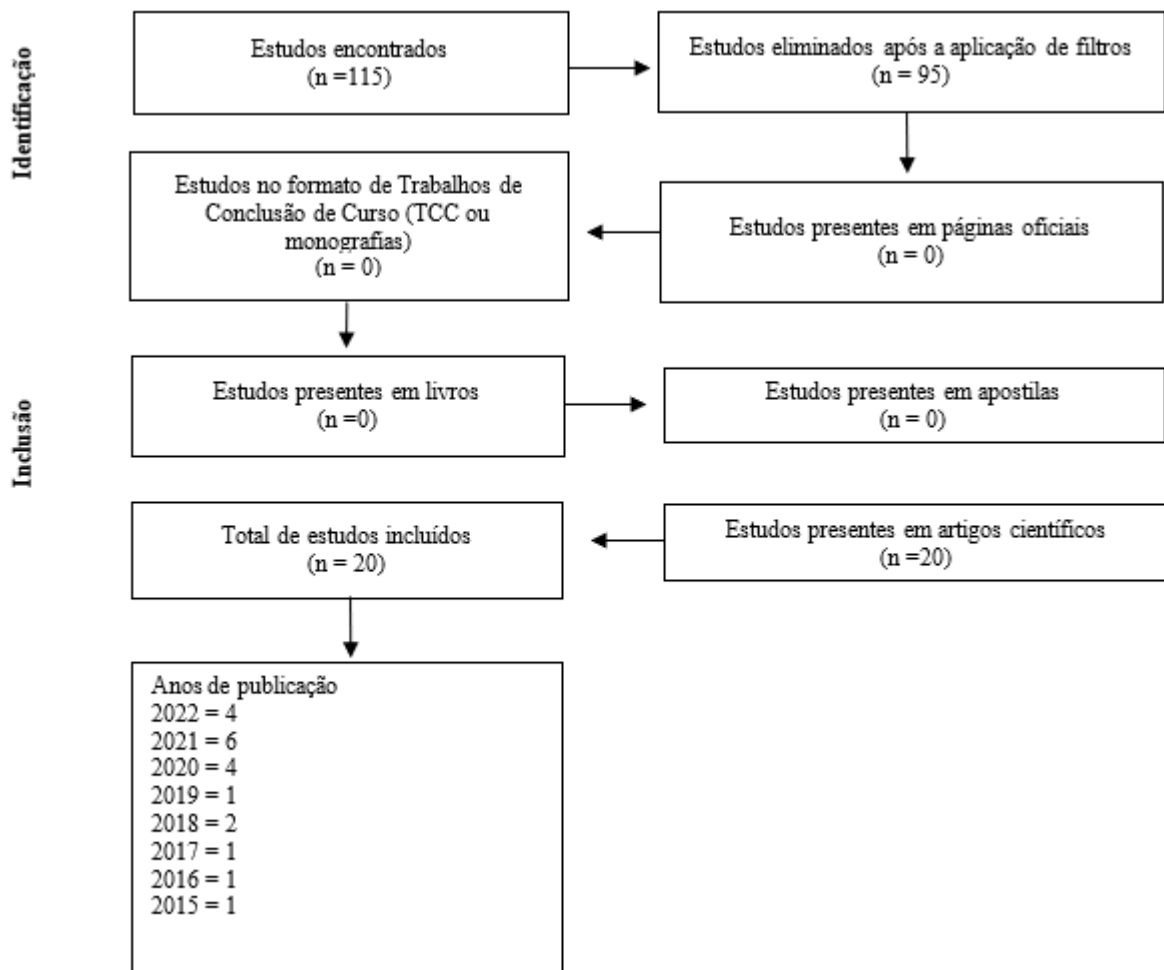 Identificação
Estudos encontrados
(n =115)
Estudos eliminados após a aplicação de filtros
(n = 95)
Estudos no formato de Trabalhos de
Conclusão de Curso (TCC ou
monografias)
(n = 0)
Estudos presentes em páginas oficiais
(n = 0)
Inclusão
Estudos presentes em livros
(n =0)
Estudos presentes em apostilas
(n = 0)
Total de estudos incluídos
(n = 20)
Estudos presentes em artigos científicos
(n =20)
Anos de publicação
2022 = 4
2021 = 6
2020 = 4
2019 = 1
2018 = 2
2017 = 1
2016 = 1
2015 = 1